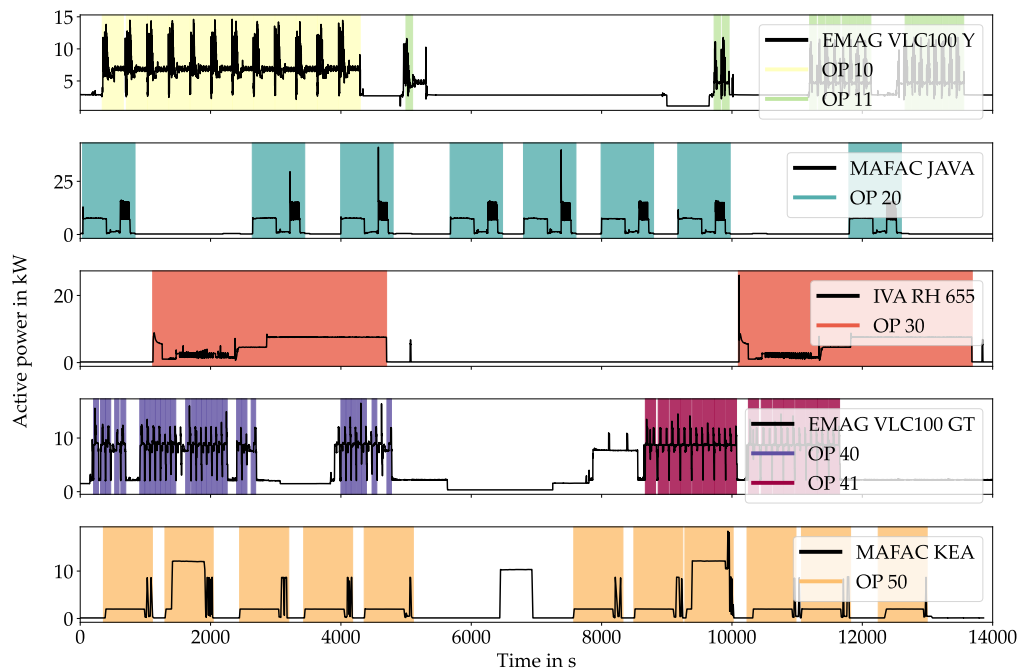 15
10
5
EMAG VLC100 Y
OP 10
OP 11
25
0
MAFAC JAVA
OP 20
20
0
IVA RH 655
OP 30
10
0
EMAG VLC100 GT
OP 40
OP 41
10
0
MAFAC KEA
OP 50
0 2000 4000 6000 8000 10000 12000 14000
Time in s
Active power in kW